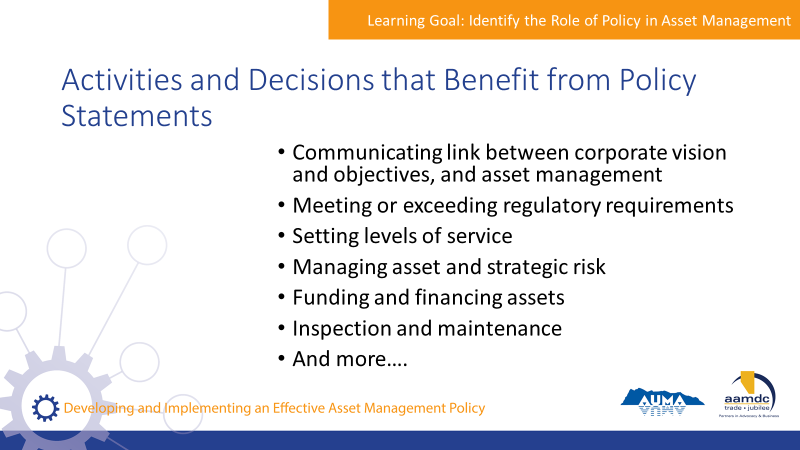 Learning Goal: Identify the Role of Policy in Asset Management
Activities and Decisions that Benefit from Policy
Statements
• Communicating link between corporate vision
and objectives, and asset management
• Meeting or exceeding regulatory requirements
• Setting levels of service
• Managing asset and strategic risk
• Funding and financing assets
• Inspection and maintenance
• And more....
Developing and Implementing an Effective Asset Management Policy
AUMA
aamdc
trade • jubilee
Partners in Advocacy & Business